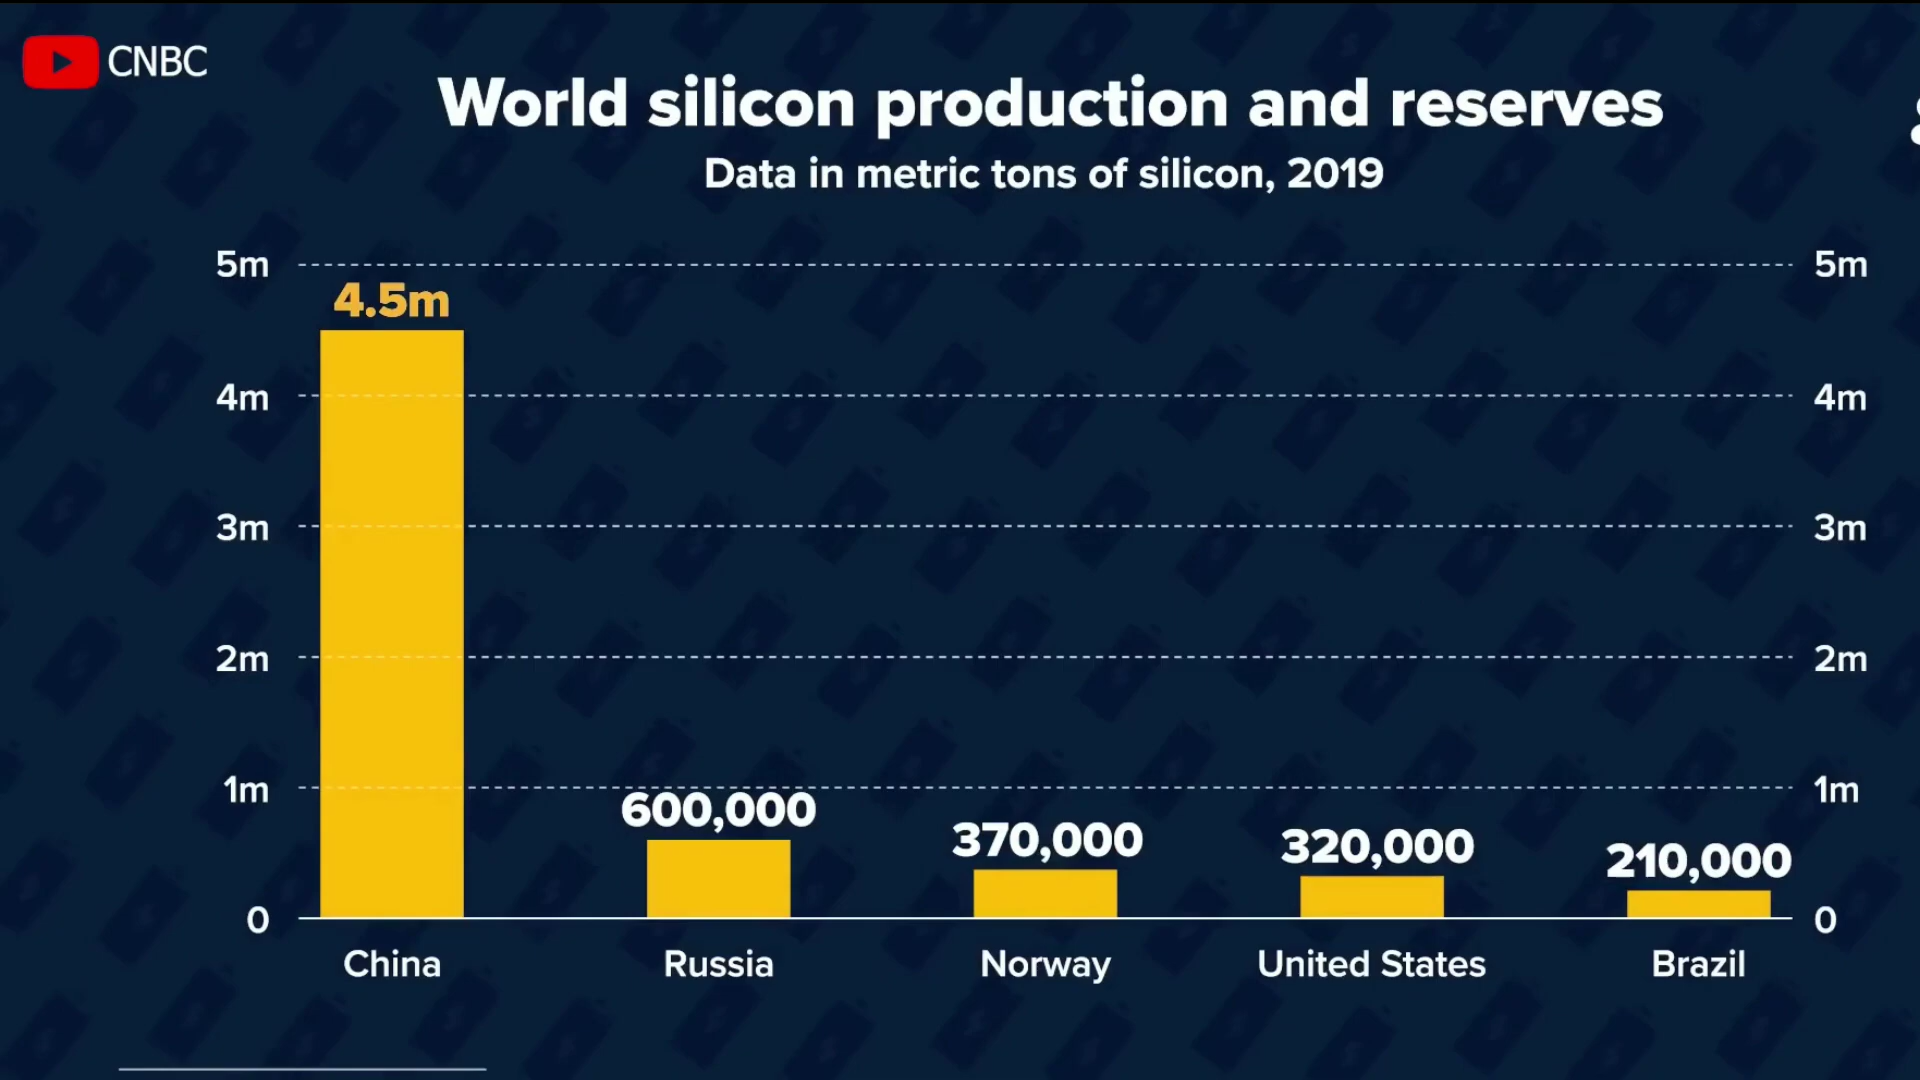 CNBC
World silicon production and reserves
Data in metric tons of silicon, 2019
5m 5m
4.5m
4m 4m
3m 3m
2m 2m
1m 1m
600,000 370,000 320,000 210,000
0 0
China Russia Norway United States Brazil